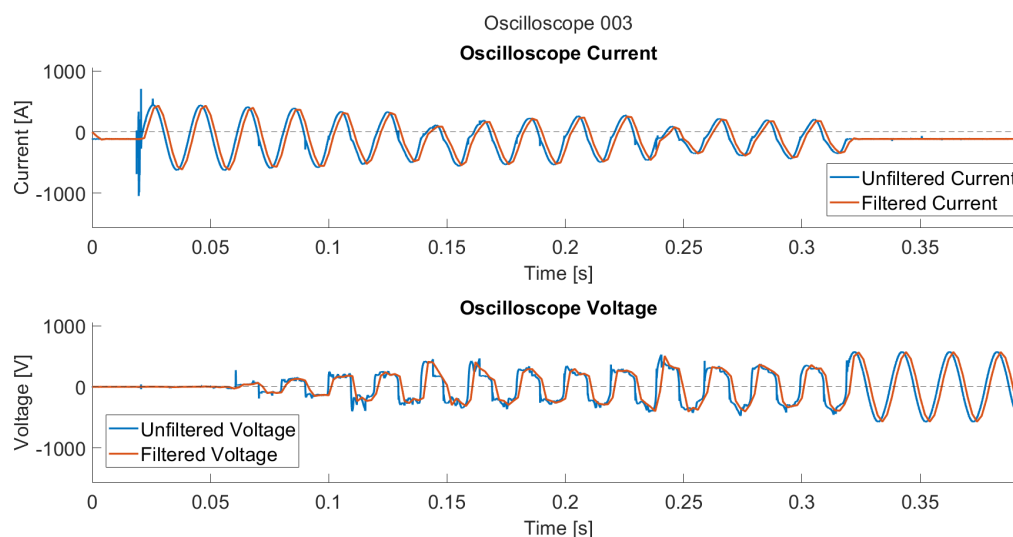 Oscilloscope 003
Oscilloscope Current
1000
0
-1000
Current [A]
0
0.05
0.1
0.15
0.2
0.25
0.3
0.35
Time [s]
Unfiltered Current
Filtered Current
Oscilloscope Voltage
1000
0
-1000
Voltage [V]
Unfiltered Voltage
Filtered Voltage
0
0.05
0.1
0.15
0.2
0.25
0.3
0.35
Time [s]